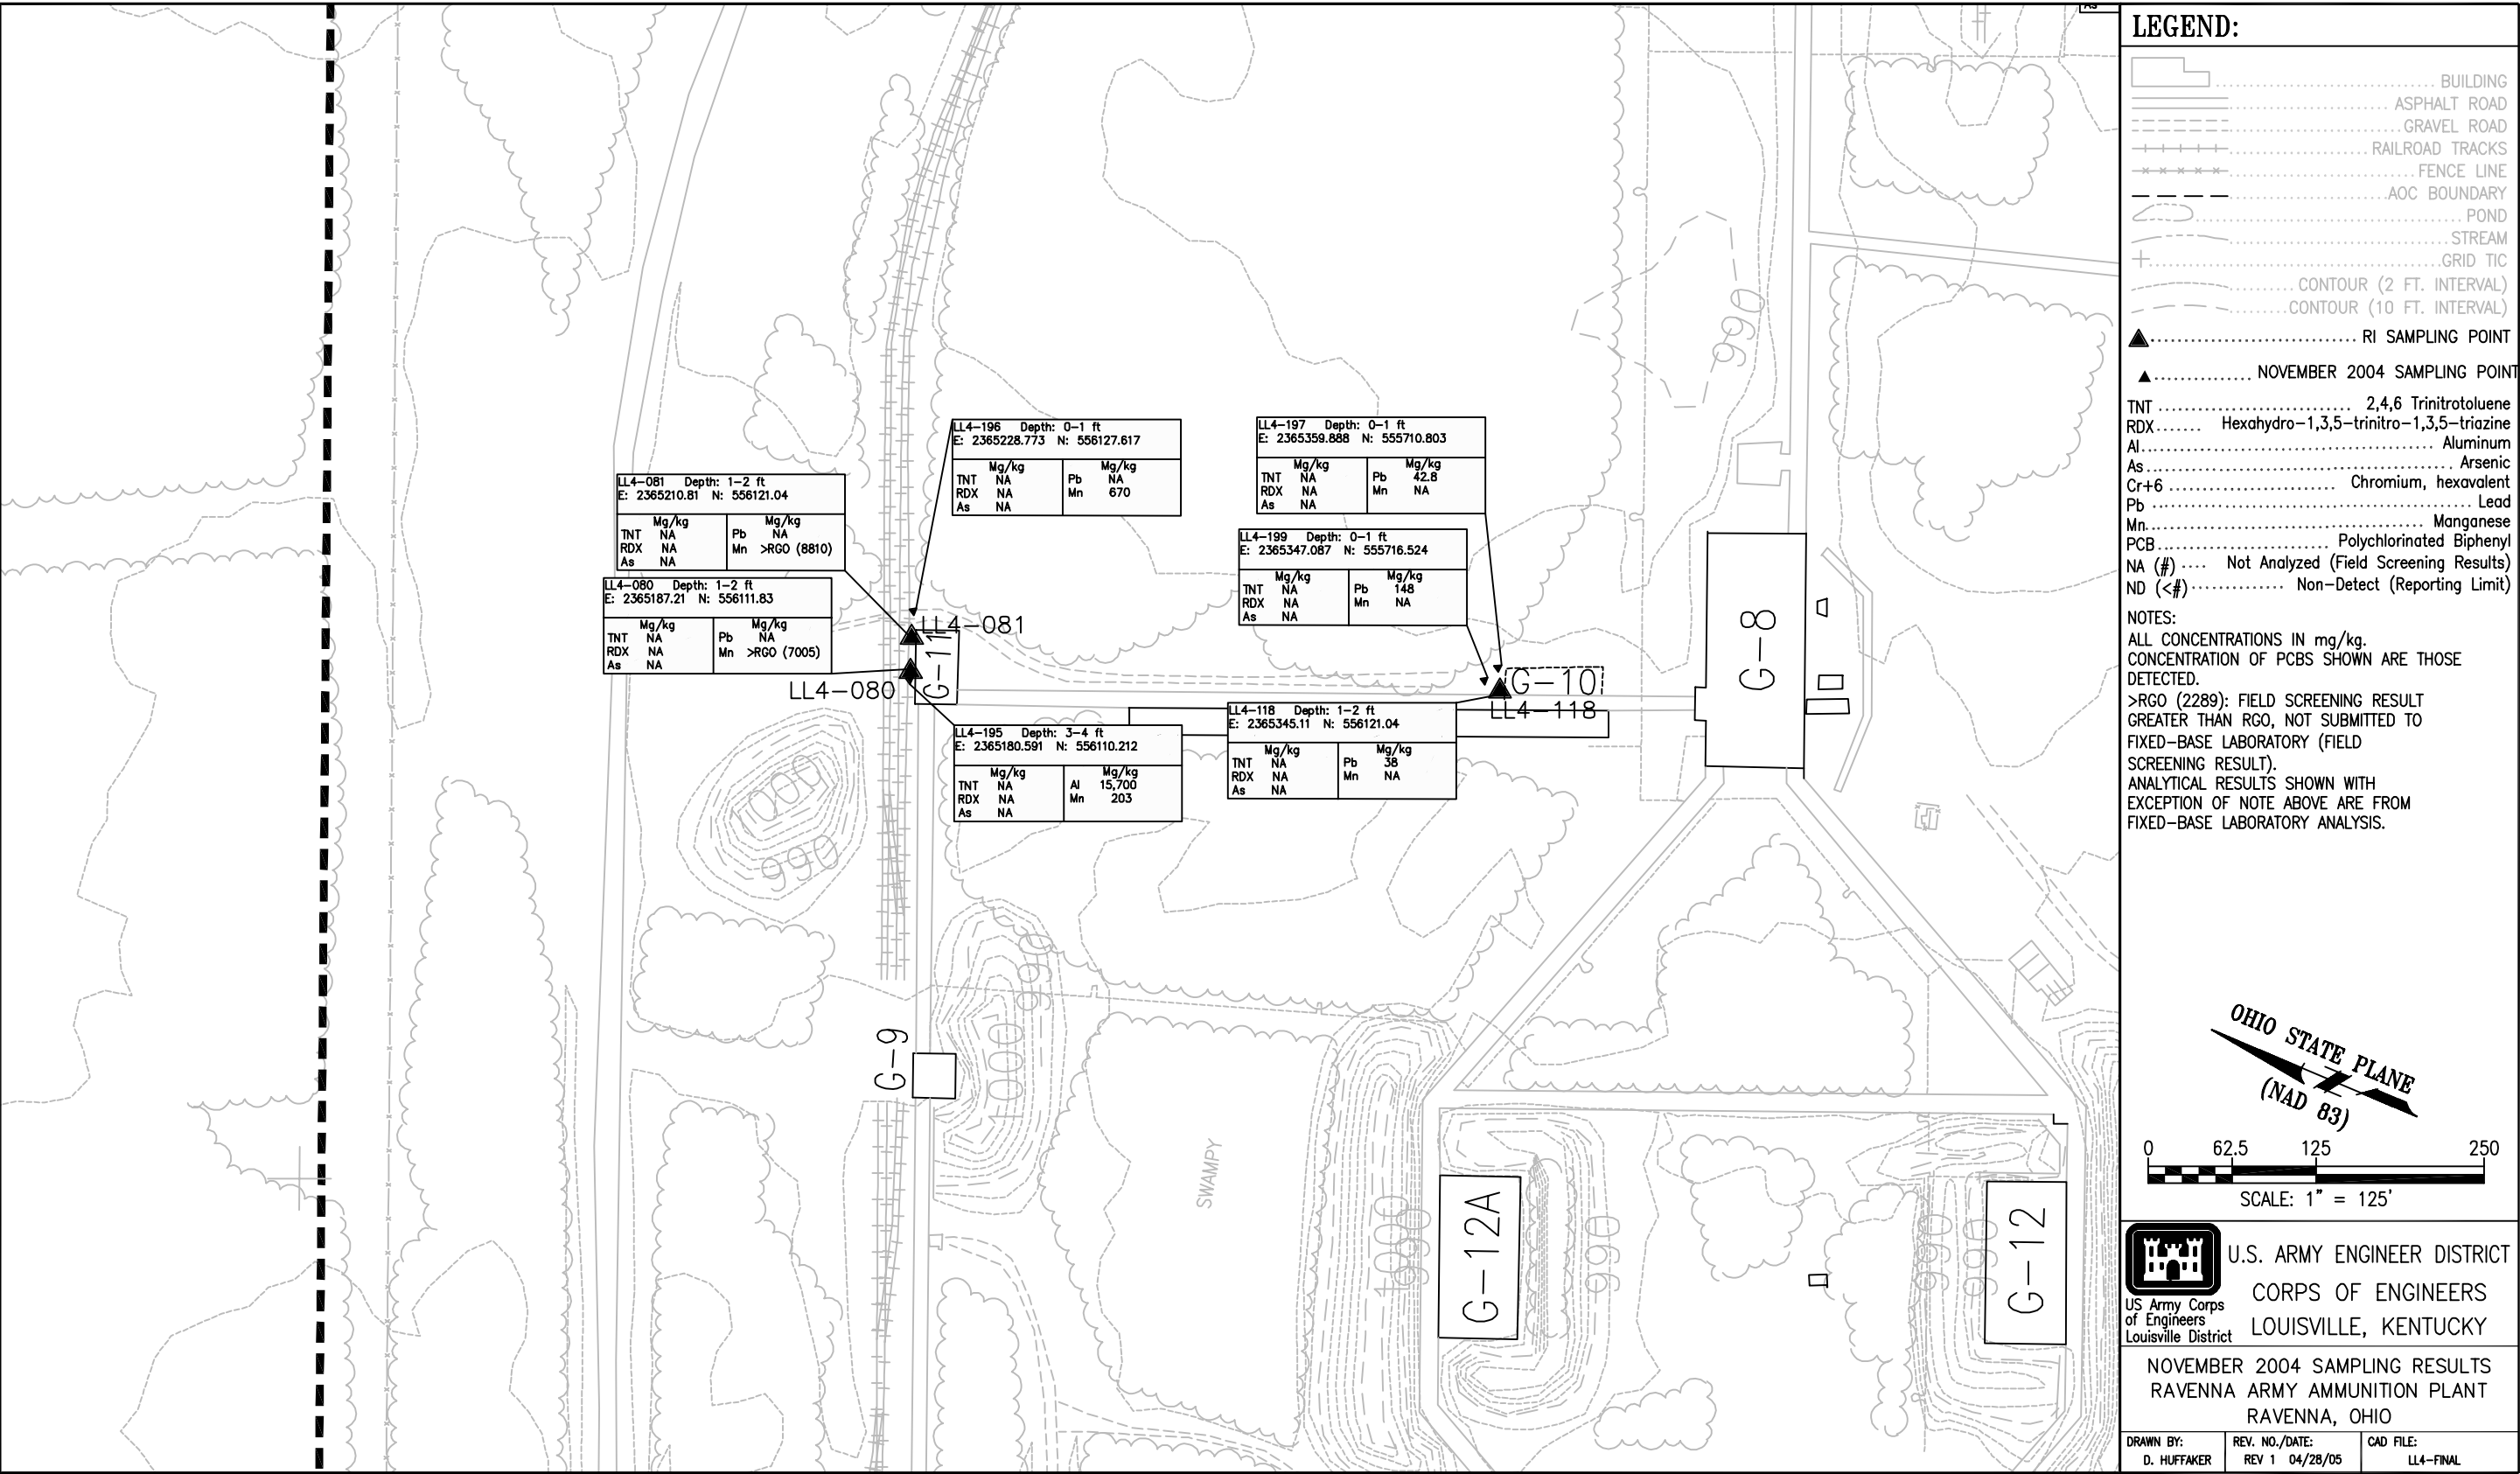 As
LL4-196 Depth: 0-1 ft
E: 2365228.773 N: 556127.617
Mg/kg Mg/kg
TNT NA Pb NA
RDX NA Mn 670
As NA
LL4-197 Depth: 0-1 ft
E: 2365359.888 N: 555710.803
Mg/kg Mg/kg
TNT NA Pb 42.8
RDX NA Mn NA
As NA
LL4-081 Depth: 1-2 ft
E: 2365210.81 N: 556121.04
Mg/kg Mg/kg
TNT NA Pb NA
RDX NA Mn >RGO (8810)
As NA
LL4-199 Depth: 0-1 ft
E: 2365347.087 N: 555716.524
Mg/kg Mg/kg
TNT NA Pb 148
RDX NA Mn NA
As NA
LL4-080 Depth: 1-2 ft
E: 2365187.21 N: 556111.83
Mg/kg Mg/kg
TNT NA Pb NA
RDX NA Mn >RGO (7005)
As NA
LL4-081
G-11
LL4-080
G-10
LL4-118
G-8
LL4-118 Depth: 1-2 ft
E: 2365345.11 N: 556121.04
Mg/kg Mg/kg
TNT NA Pb 38
RDX NA Mn NA
As NA
LL4-195 Depth: 3-4 ft
E: 2365180.591 N: 556110.212
Mg/kg Mg/kg
TNT NA Al 15,700
RDX NA Mn 203
As NA
990
1000
990
990
1000
G-9
SWAMPY
1000
990
G-12A
990
990
990
G-12
LEGEND:
BUILDING
ASPHALT ROAD
GRAVEL ROAD
RAILROAD TRACKS
FENCE LINE
AOC BOUNDARY
POND
STREAM
GRID TIC
CONTOUR (2 FT. INTERVAL)
CONTOUR (10 FT. INTERVAL)
RI SAMPLING POINT
NOVEMBER 2004 SAMPLING POINT
TNT 2,4,6 Trinitrotoluene
RDX Hexahydro-1,3,5-trinitro-1,3,5-triazine
Al Aluminum
As Arsenic
Cr+6 Chromium, hexavalent
Pb Lead
Mn Manganese
PCB Polychlorinated Biphenyl
NA (#) Not Analyzed (Field Screening Results)
ND (<#) Non-Detect (Reporting Limit)
NOTES:
ALL CONCENTRATIONS IN mg/kg.
CONCENTRATION OF PCBS SHOWN ARE THOSE
DETECTED.
>RGO (2289): FIELD SCREENING RESULT
GREATER THAN RGO, NOT SUBMITTED TO
FIXED-BASE LABORATORY (FIELD
SCREENING RESULT).
ANALYTICAL RESULTS SHOWN WITH
EXCEPTION OF NOTE ABOVE ARE FROM
FIXED-BASE LABORATORY ANALYSIS.
OHIO STATE PLANE
(NAD 83)
0 62.5 125 250
SCALE: 1" = 125'
US Army Corps
of Engineers
Louisville District
U.S. ARMY ENGINEER DISTRICT
CORPS OF ENGINEERS
LOUISVILLE, KENTUCKY
NOVEMBER 2004 SAMPLING RESULTS
RAVENNA ARMY AMMUNITION PLANT
RAVENNA, OHIO
DRAWN BY:
D. HUFFAKER
REV. NO./DATE:
REV 1 04/28/05
CAD FILE:
LL4-FINAL